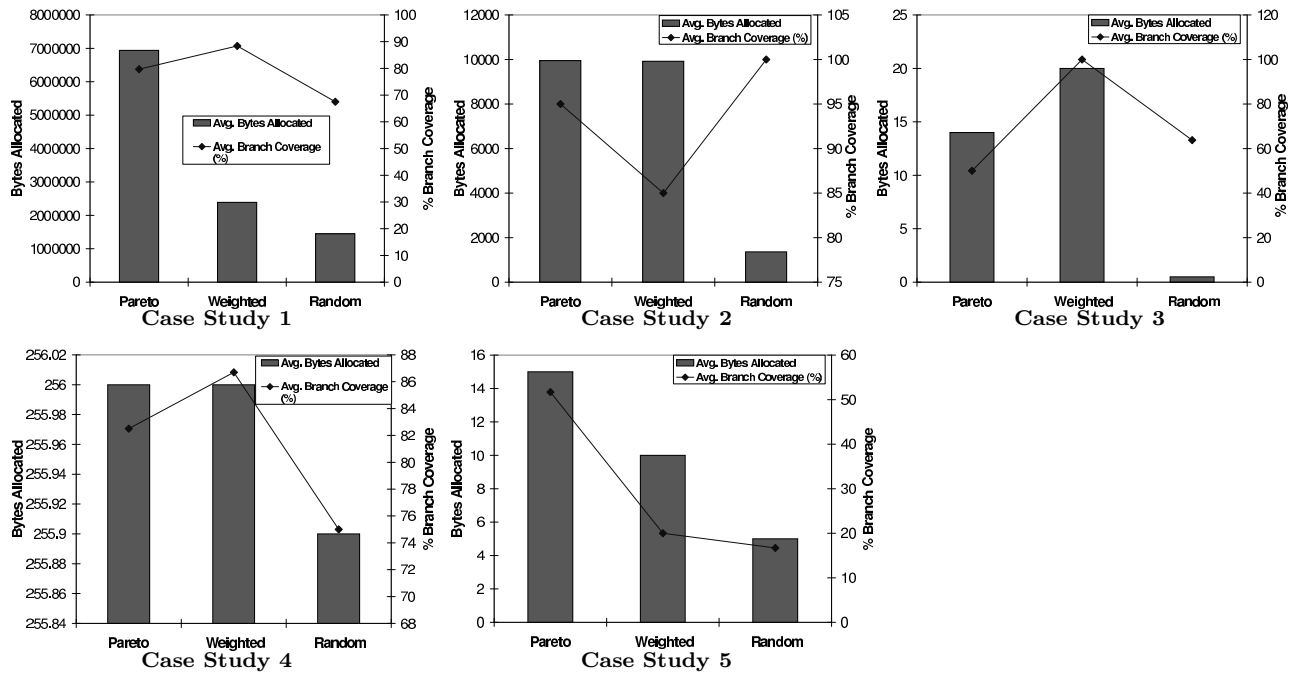 8000000
7000000
6000000
5000000
4000000
3000000
2000000
1000000
0
Bytes Allocated
Avg. Bytes Allocated
Avg. Branch Coverage
(%)
100
90
80
70
60
50
40
30
20
10
0
% Branch Coverage
Pareto Weighted Random
Case Study 1
12000
10000
8000
6000
4000
2000
0
Bytes Allocated
Avg. Bytes Allocated
Avg. Branch Coverage (%)
105
100
95
90
85
80
75
% Branch Coverage
Pareto Weighted Random
Case Study 2
25
20
15
10
5
0
Bytes Allocated
Avg. Bytes Allocated
Avg. Branch Coverage (%)
120
100
80
60
40
20
0
% Branch Coverage
Pareto Weighted Random
Case Study 3
256.02
256
255.98
255.96
255.94
255.92
255.9
255.88
255.86
255.84
Bytes Allocated
Avg. Bytes Allocated
Avg. Branch Coverage
(%)
88
86
84
82
80
78
76
74
72
70
68
% Branch Coverage
Pareto Weighted Random
Case Study 4
16
14
12
10
8
6
4
2
0
Bytes Allocated
Avg. Bytes Allocated
Avg. Branch Coverage (%)
60
50
40
30
20
10
0
% Branch Coverage
Pareto Weighted Random
Case Study 5